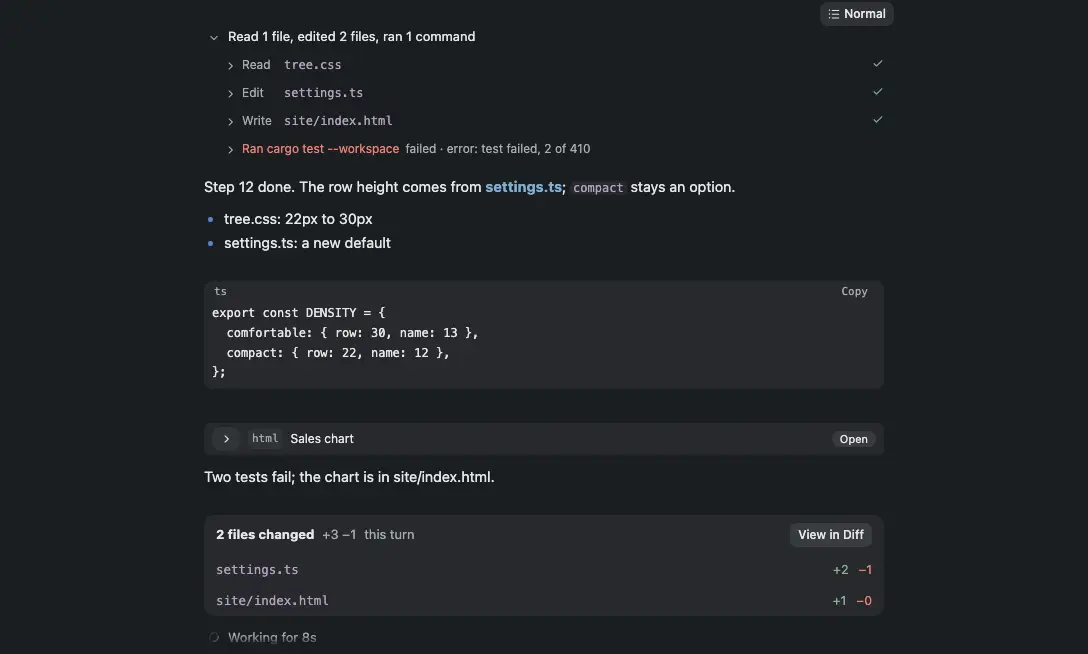 Normal
Read 1 file, edited 2 files, ran 1 command
Read tree.css
Edit settings.ts
Write site/index.html
Ran cargo test --workspace failed · error: test failed, 2 of 410
Step 12 done. The row height comes from settings.ts; compact stays an option.
tree.css: 22px to 30px
settings.ts: a new default
ts Copy
export const DENSITY = {
  comfortable: { row: 30, name: 13 },
  compact: { row: 22, name: 12 },
};
html Sales chart Open
Two tests fail; the chart is in site/index.html.
2 files changed +3 −1 this turn View in Diff
settings.ts +2 −1
site/index.html +1 −0
Working for 8s